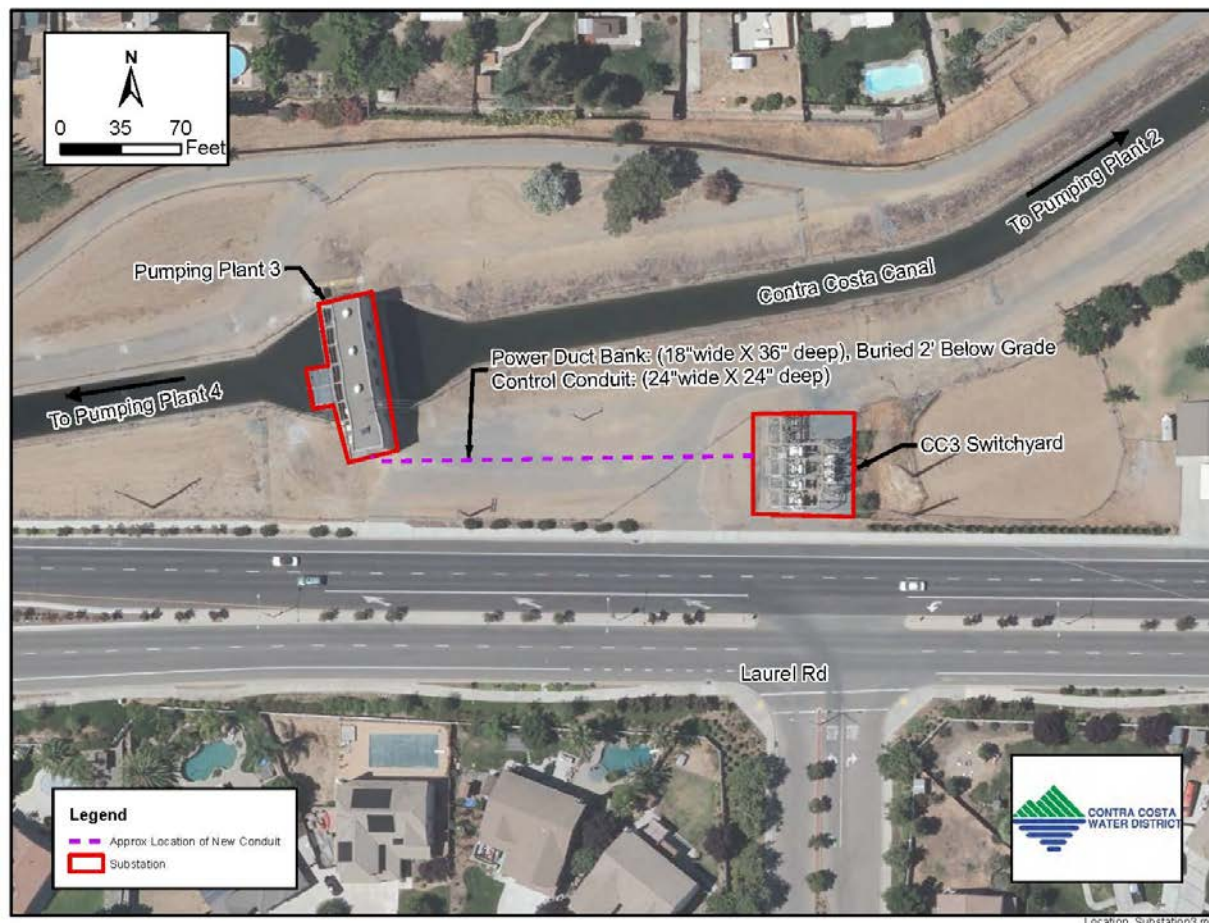 N
0 35 70
Feet
To Pumping Plant 2
Pumping Plant 3
Contra Costa Canal
Power Duct Bank: (18"wide X 36" deep), Buried 2' Below Grade
Control Conduit: (24"wide X 24" deep)
To Pumping Plant 4
CC3 Switchyard
Laurel Rd
Legend
Approx Location of New Conduit
Substation
CONTRA COSTA
WATER DISTRICT